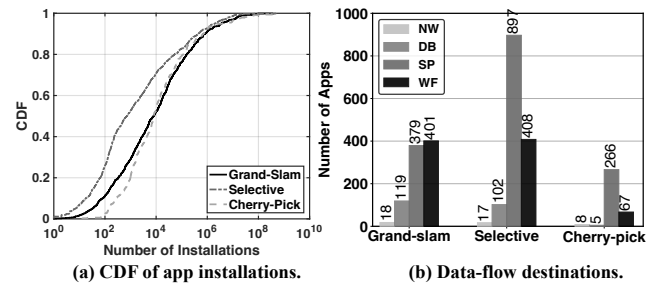 1
0.8
0.6
0.4
0.2
0
CDF
10^0 10^2 10^4 10^6 10^8 10^10
Number of Installations
Grand-Slam
Selective
Cherry-Pick
(a) CDF of app installations.
1000
800
600
400
200
0
Number of Apps
NW
DB
SP
WF
18 119 379 401
17 102 897 408
8 5 266 67
Grand-slam Selective Cherry-pick
(b) Data-flow destinations.